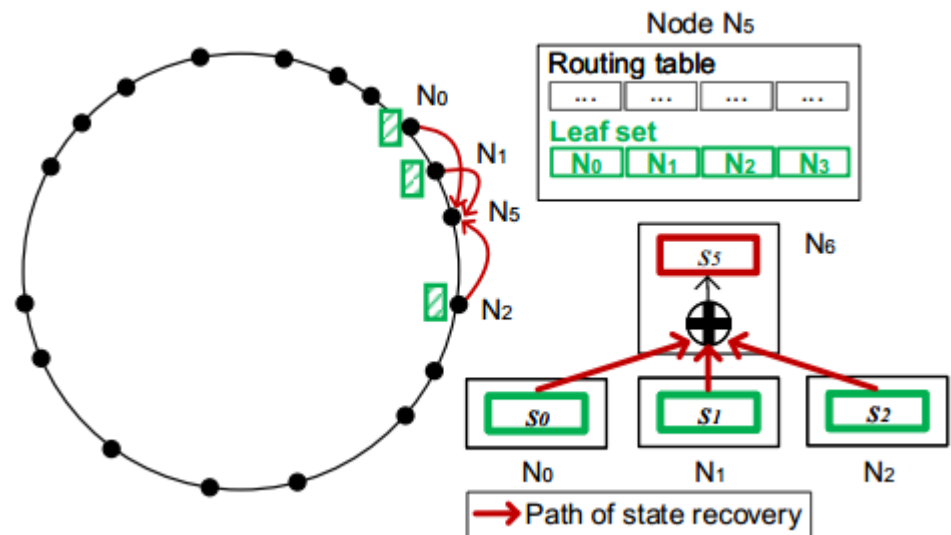 Node N5
Routing table
... ... ... ...
Leaf set
N0 N1 N2 N3
N0
N1
N5
N2
N6
S5
S0 S1 S2
N0 N1 N2
Path of state recovery